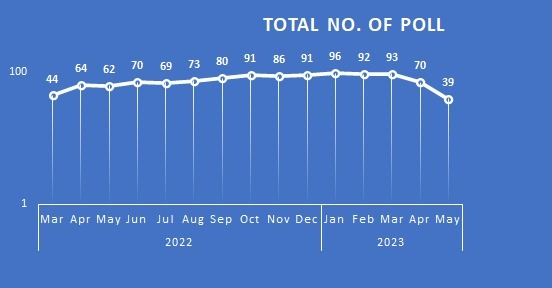 TOTAL NO. OF POLL
44 64 62 70 69 73 80 91 86 91 96 92 93 70 39
100
1
Mar Apr May Jun Jul Aug Sep Oct Nov Dec Jan Feb Mar Apr May
2022 2023